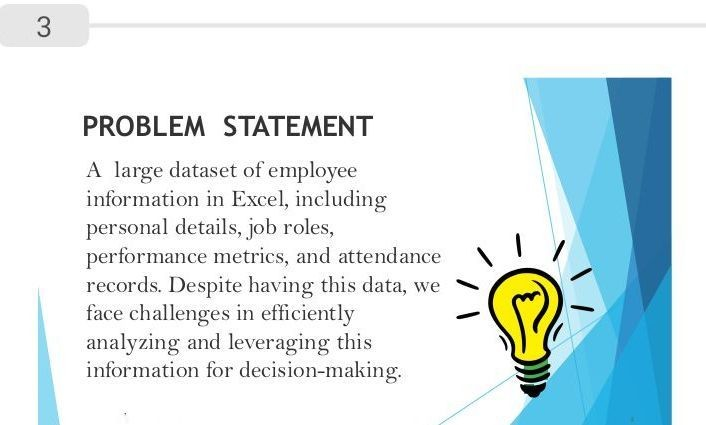 3
PROBLEM STATEMENT
A large dataset of employee
information in Excel, including
personal details, job roles,
performance metrics, and attendance
records. Despite having this data, we
face challenges in efficiently
analyzing and leveraging this
information for decision-making.